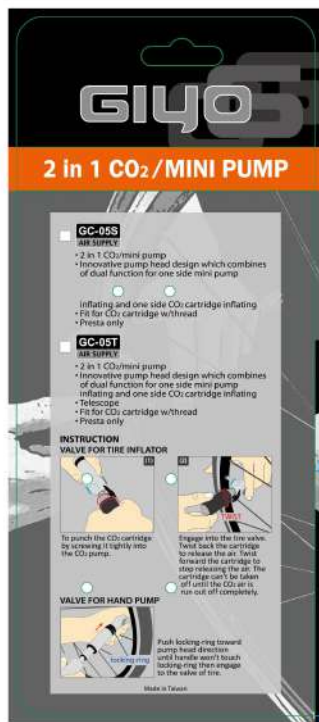 GIYO
2 in 1 CO₂/MINI PUMP
GC-05S
AIR SUPPLY
• 2 in 1 CO₂/mini pump
• Innovative pump head design which combines
of dual function for one side mini pump
inflating and one side CO₂ cartridge inflating
• Fit for CO₂ cartridge w/thread
• Presta only
GC-05T
AIR SUPPLY
• 2 in 1 CO₂/mini pump
• Innovative pump head design which combines
of dual function for one side mini pump
inflating and one side CO₂ cartridge inflating
• Telescope
• Fit for CO₂ cartridge w/thread
• Presta only
INSTRUCTION
VALVE FOR TIRE INFLATOR
(1)
(2)
TWIST
To punch the CO₂ cartridge
by screwing it tightly into
the CO₂ pump.
Engage into the tire valve.
Twist back the cartridge
to release the air. Twist
forward the cartridge to
stop releasing the air. The
cartridge can't be taken
off until the CO₂ air is
run out off completely.
VALVE FOR HAND PUMP
locking ring
Push locking-ring toward
pump head direction
until handle won't touch
locking-ring then engage
to the valve of tire.
Made in Taiwan